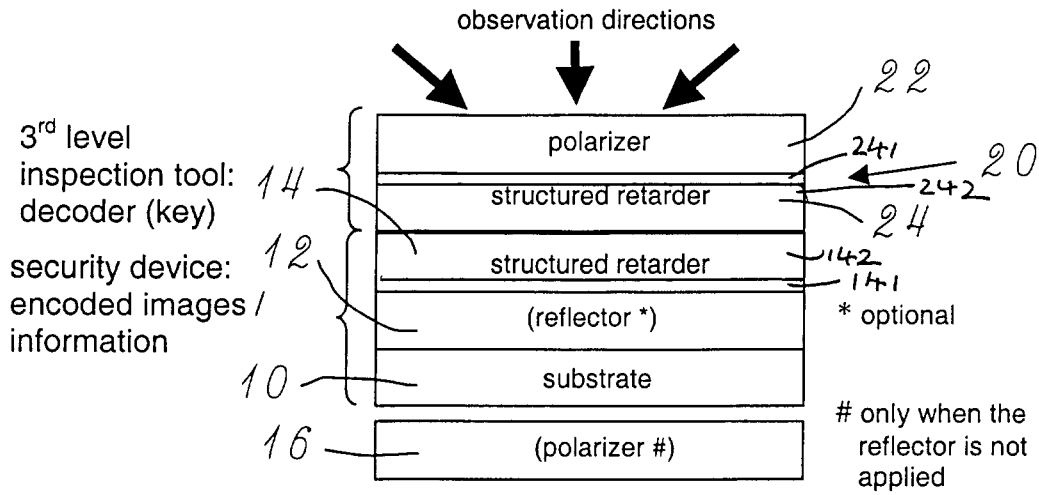 observation directions
22
polarizer
241
20
3rd level
inspection tool:
decoder (key)
14
structured retarder
242
24
12
structured retarder
142
141
security device:
encoded images /
information
(reflector *)
* optional
10
substrate
16
(polarizer #)
# only when the
reflector is not
applied